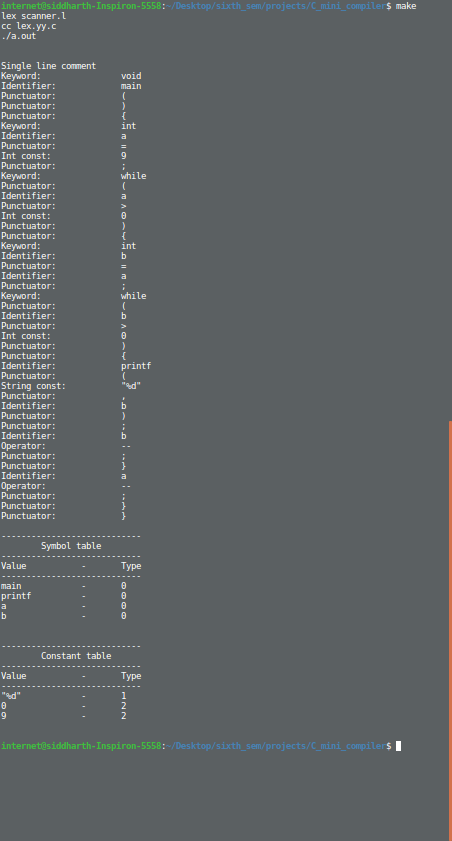 internet@siddharth-Inspiron-5558:~/Desktop/sixth_sem/projects/C_mini_compiler$ make
lex scanner.l
cc lex.yy.c
./a.out
Single line comment
Keyword: void
Identifier: main
Punctuator: (
Punctuator: )
Punctuator: {
Keyword: int
Identifier: a
Punctuator: =
Int const: 9
Punctuator: ;
Keyword: while
Punctuator: (
Identifier: a
Punctuator: >
Int const: 0
Punctuator: )
Punctuator: {
Keyword: int
Identifier: b
Punctuator: =
Identifier: a
Punctuator: ;
Keyword: while
Punctuator: (
Identifier: b
Punctuator: >
Int const: 0
Punctuator: )
Punctuator: {
Identifier: printf
Punctuator: (
String const: "%d"
Punctuator: ,
Identifier: b
Punctuator: )
Punctuator: ;
Identifier: b
Operator: --
Punctuator: ;
Punctuator: }
Identifier: a
Operator: --
Punctuator: ;
Punctuator: }
Punctuator: }
----------------------------
Symbol table
----------------------------
Value - Type
----------------------------
main - 0
printf - 0
a - 0
b - 0
----------------------------
Constant table
----------------------------
Value - Type
----------------------------
"%d" - 1
0 - 2
9 - 2
internet@siddharth-Inspiron-5558:~/Desktop/sixth_sem/projects/C_mini_compiler$